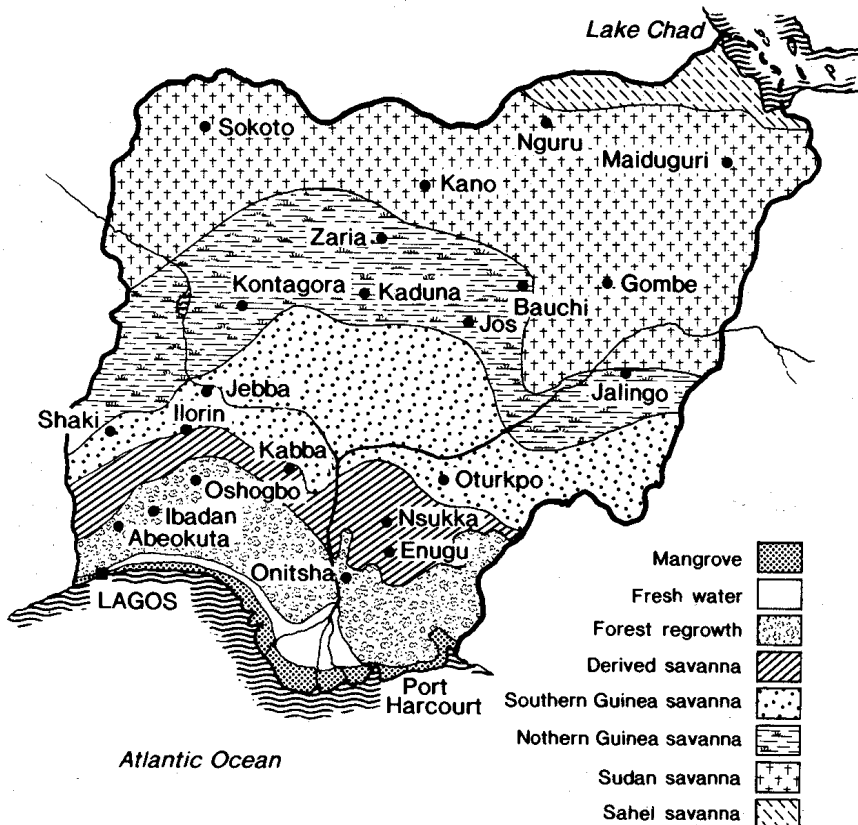 Lake Chad
Sokoto
Nguru
Maiduguri
Kano
Zaria
Kontagora
Kaduna
Bauchi
Gombe
Jos
Jebba
Jalingo
Shaki
Ilorin
Kabba
Oshogbo
Oturkpo
Ibadan
Nsukka
Abeokuta
Enugu
Onitsha
LAGOS
Port
Harcourt
Atlantic Ocean
Mangrove
Fresh water
Forest regrowth
Derived savanna
Southern Guinea savanna
Nothern Guinea savanna
Sudan savanna
Sahel savanna